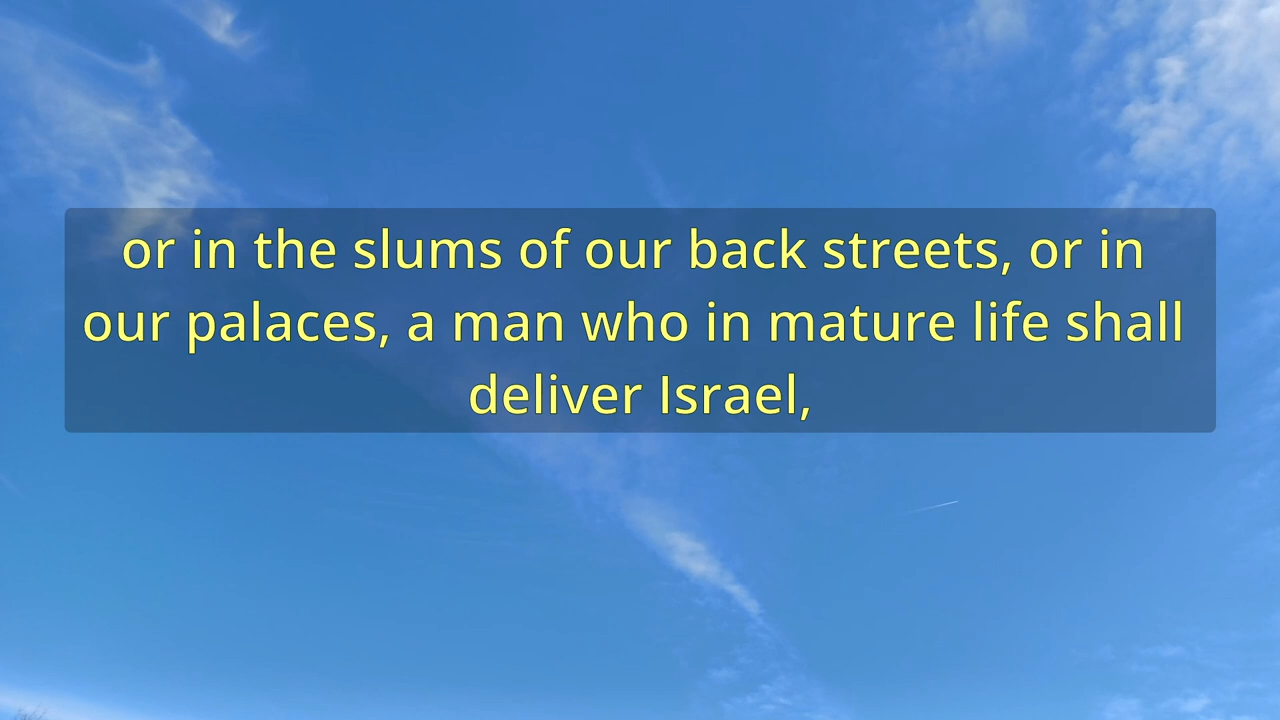 or in the slums of our back streets, or in
our palaces, a man who in mature life shall
deliver Israel,